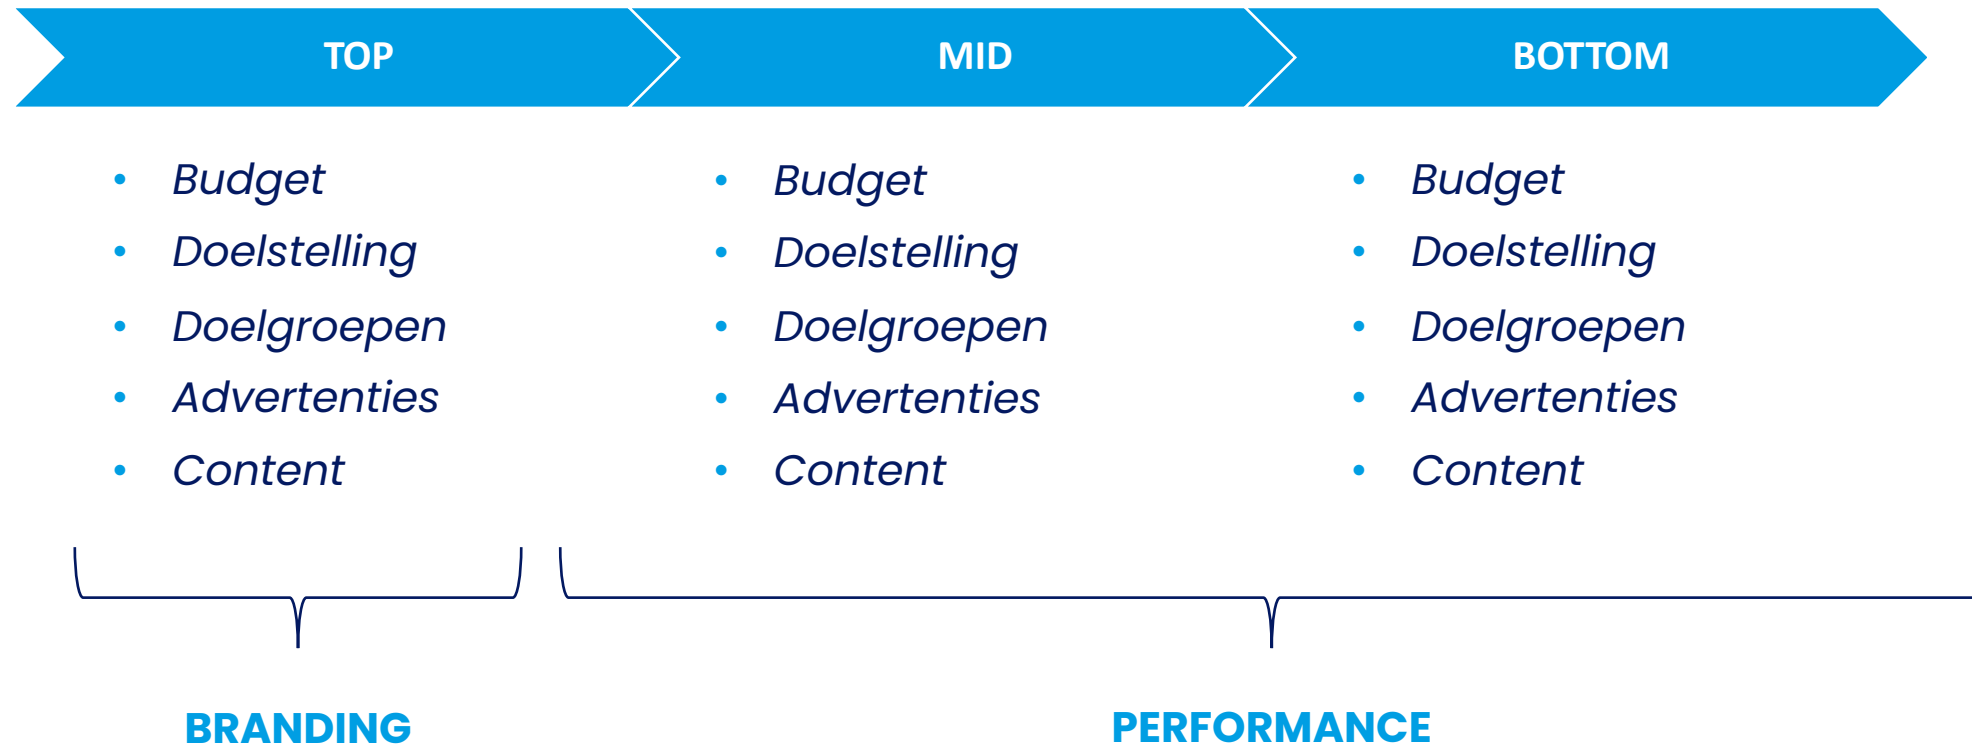 TOP
MID
BOTTOM
• Budget
• Doelstelling
• Doelgroepen
• Advertenties
• Content
• Budget
• Doelstelling
• Doelgroepen
• Advertenties
• Content
• Budget
• Doelstelling
• Doelgroepen
• Advertenties
• Content
BRANDING
PERFORMANCE